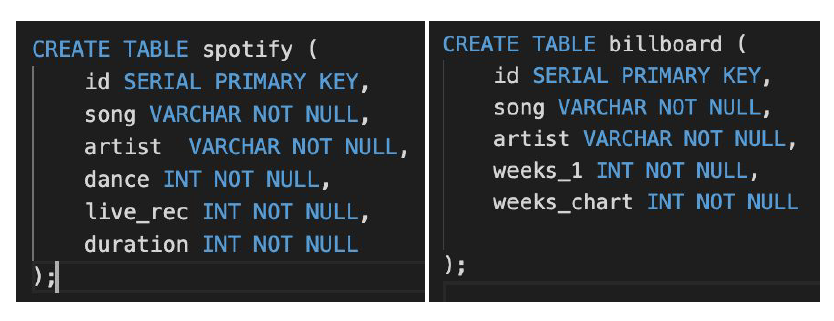 CREATE TABLE spotify (
id SERIAL PRIMARY KEY,
song VARCHAR NOT NULL,
artist  VARCHAR NOT NULL,
dance INT NOT NULL,
live_rec INT NOT NULL,
duration INT NOT NULL
);
CREATE TABLE billboard (
id SERIAL PRIMARY KEY,
song VARCHAR NOT NULL,
artist VARCHAR NOT NULL,
weeks_1 INT NOT NULL,
weeks_chart INT NOT NULL
);